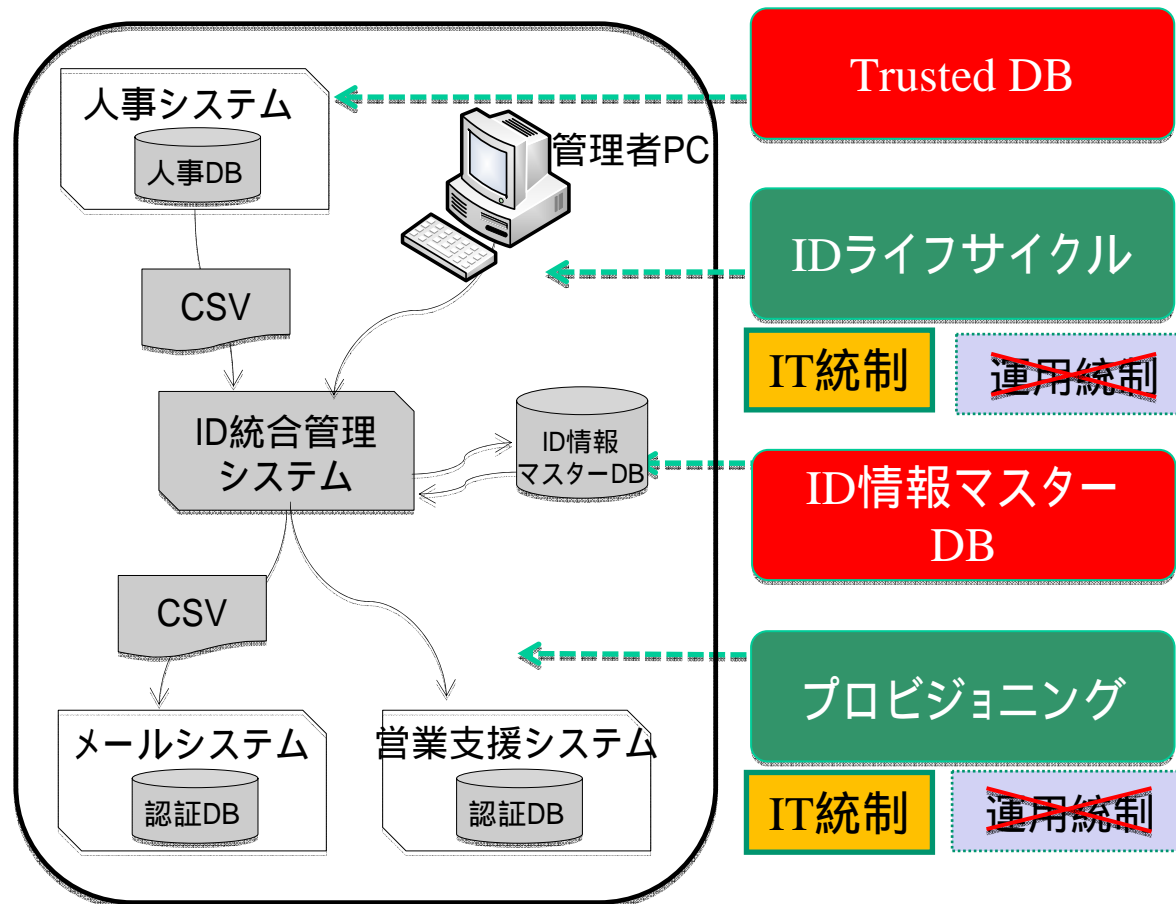 人事システム
人事DB
管理者PC
CSV
ID統合管理
システム
ID情報
マスターDB
CSV
メールシステム
認証DB
営業支援システム
認証DB
Trusted DB
IDライフサイクル
IT統制
運用統制
ID情報マスター
DB
プロビジョニング
IT統制
運用統制